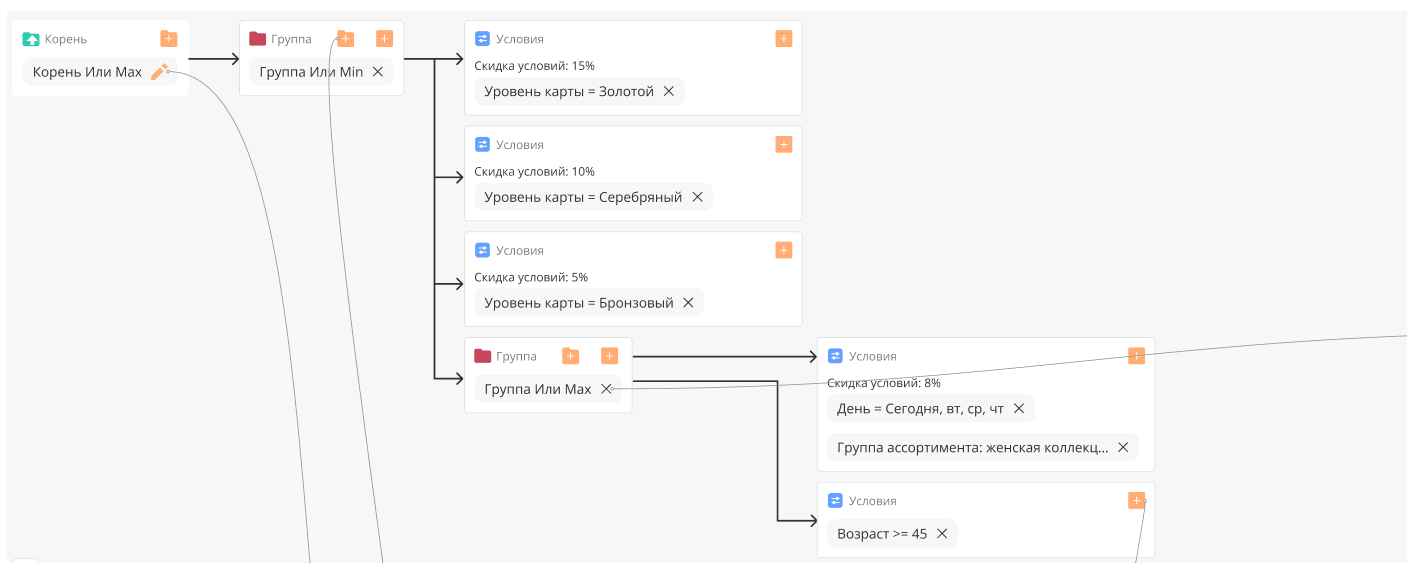 Корень
Корень Или Max
Группа
Группа Или Min
Условия
Скидка условий: 15%
Уровень карты = Золотой
Условия
Скидка условий: 10%
Уровень карты = Серебряный
Условия
Скидка условий: 5%
Уровень карты = Бронзовый
Группа
Группа Или Max
Условия
Скидка условий: 8%
День = Сегодня, вт, ср, чт
Группа ассортимента: женская коллекц...
Условия
Возраст >= 45